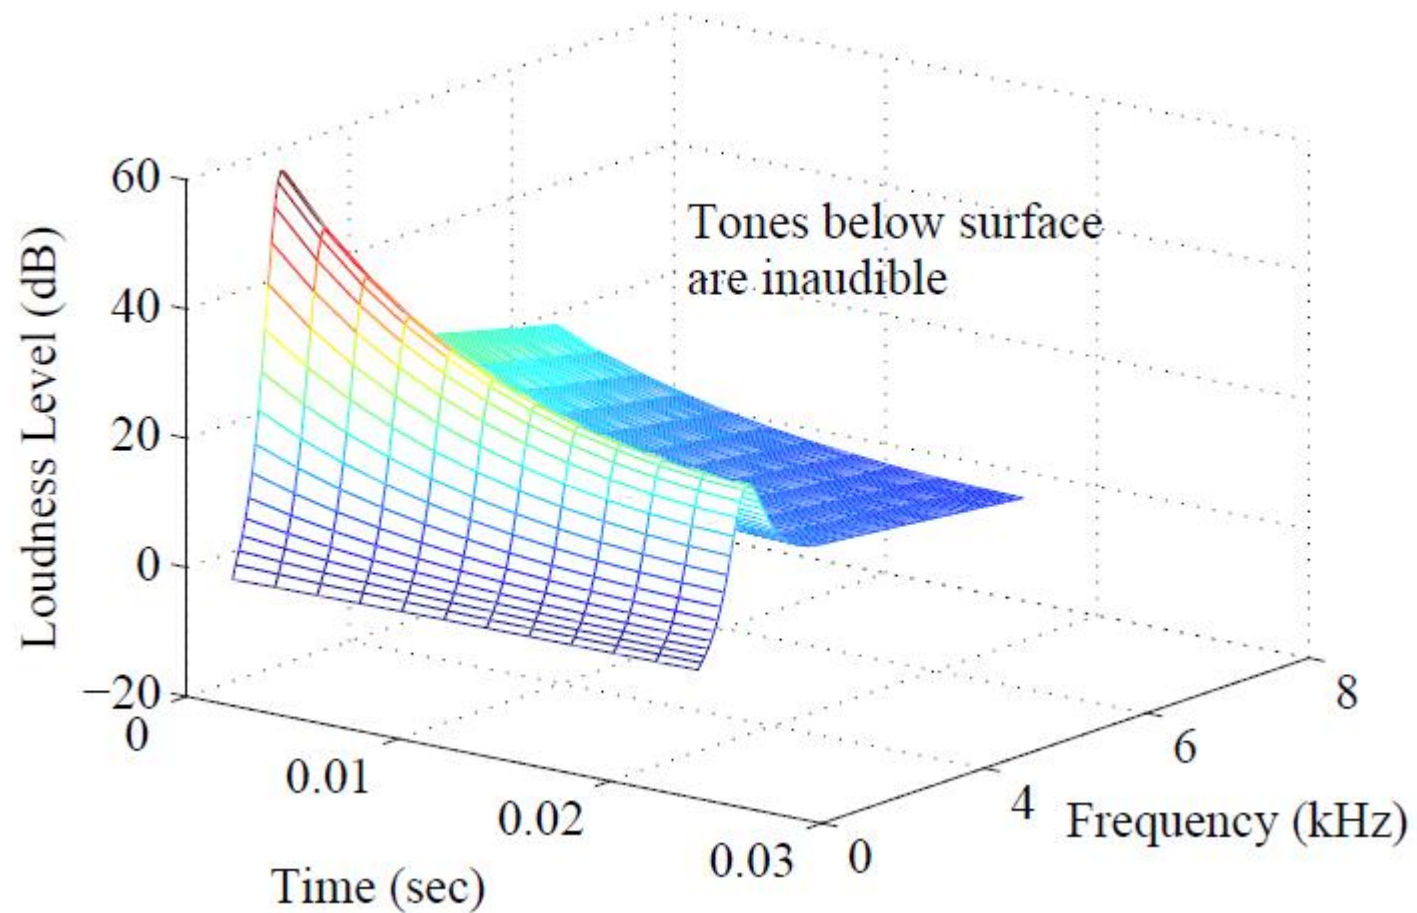 60
40
20
0
−20
Loudness Level (dB)
Tones below surface
are inaudible
0
0.01
0.02
0.03
Time (sec)
0
4
6
8
Frequency (kHz)